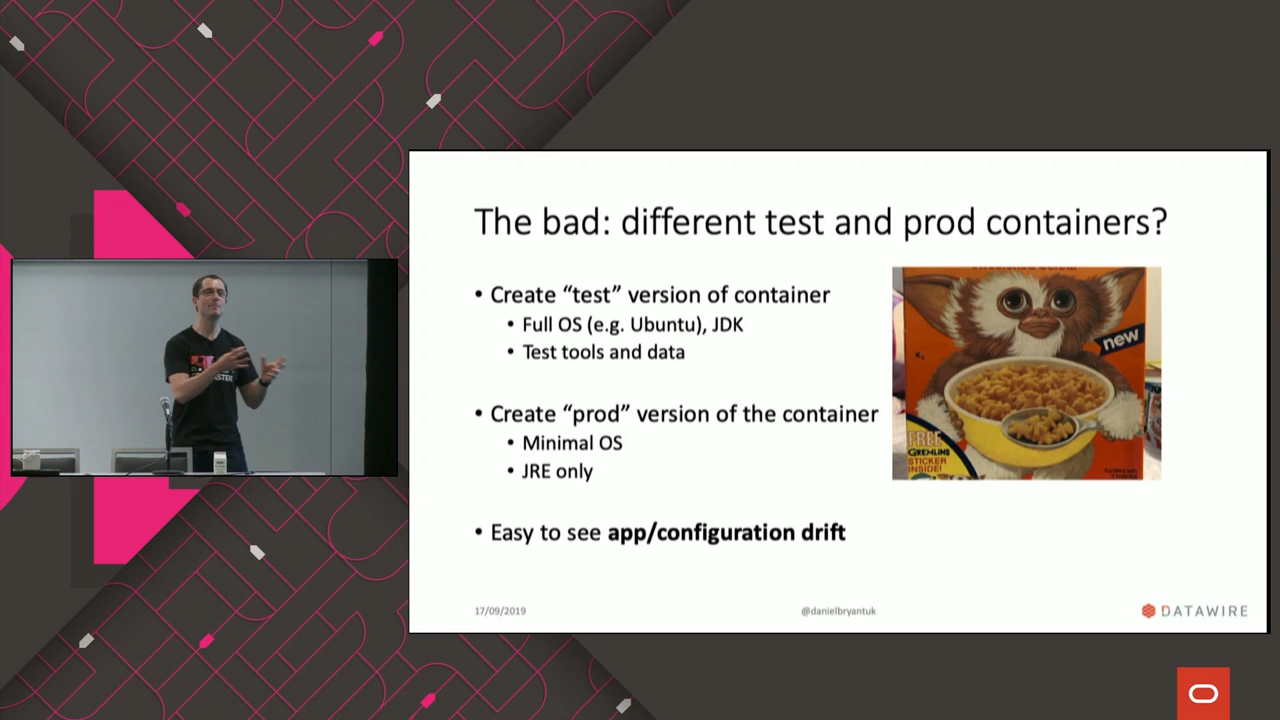 The bad: different test and prod containers?
• Create “test” version of container
• Full OS (e.g. Ubuntu), JDK
• Test tools and data
• Create “prod” version of the container
• Minimal OS
• JRE only
• Easy to see app/configuration drift
new
FREE
GREMLINS
STICKER
INSIDE!
17/09/2019
@danielbryantuk
DATAWIRE